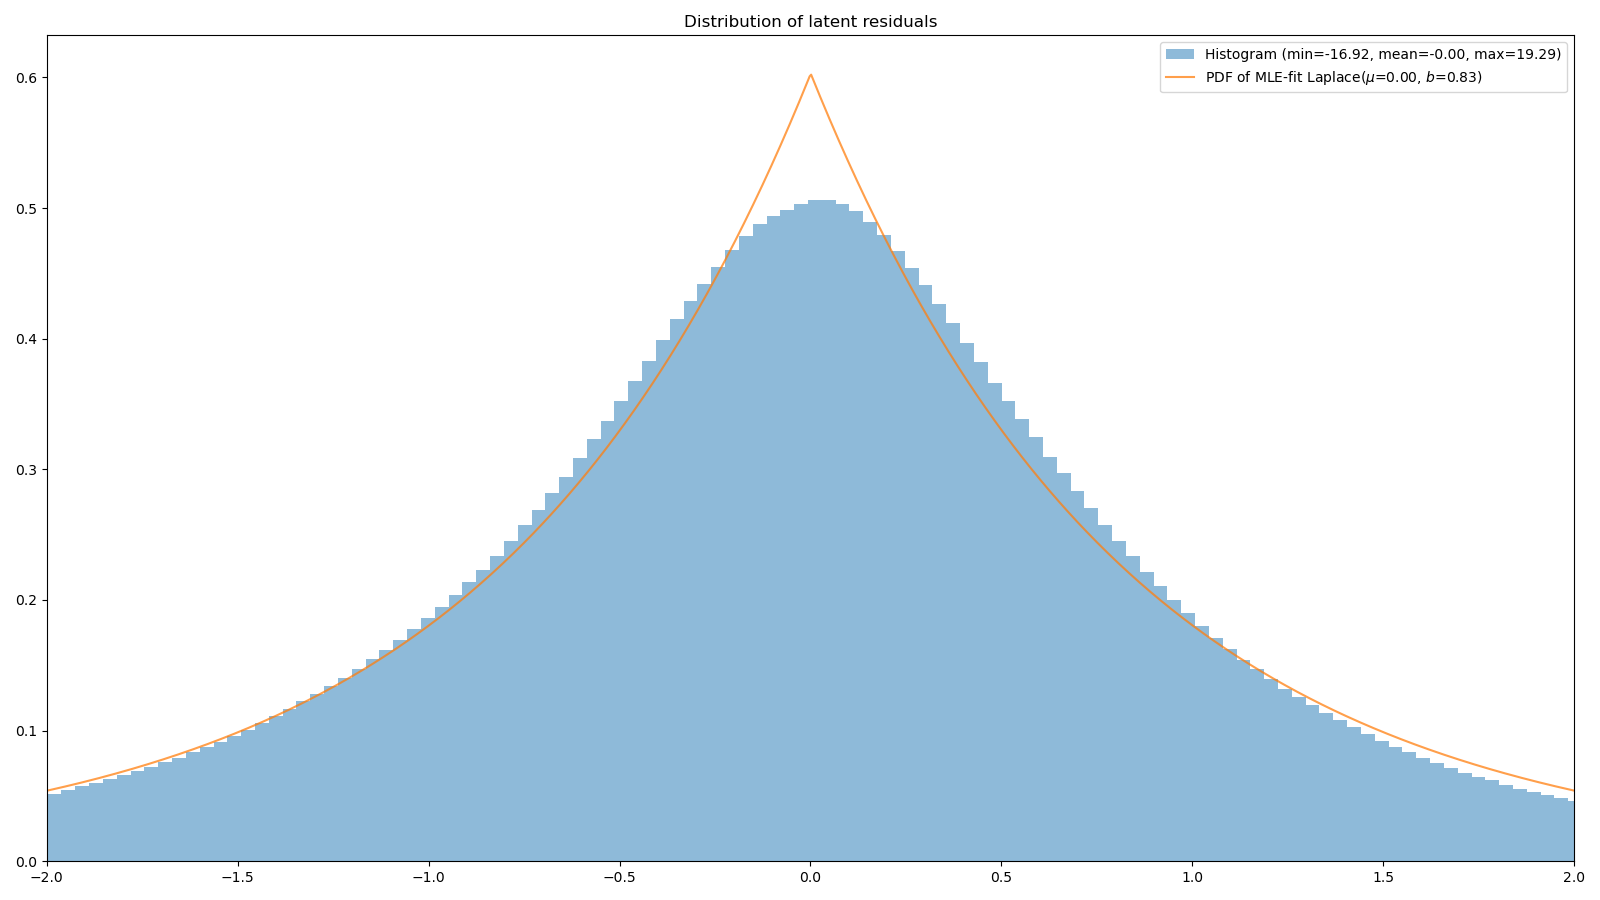 Distribution of latent residuals
Histogram (min=-16.92, mean=-0.00, max=19.29)
PDF of MLE-fit Laplace(μ=0.00, b=0.83)
0.6
0.5
0.4
0.3
0.2
0.1
0.0
−2.0 −1.5 −1.0 −0.5 0.0 0.5 1.0 1.5 2.0